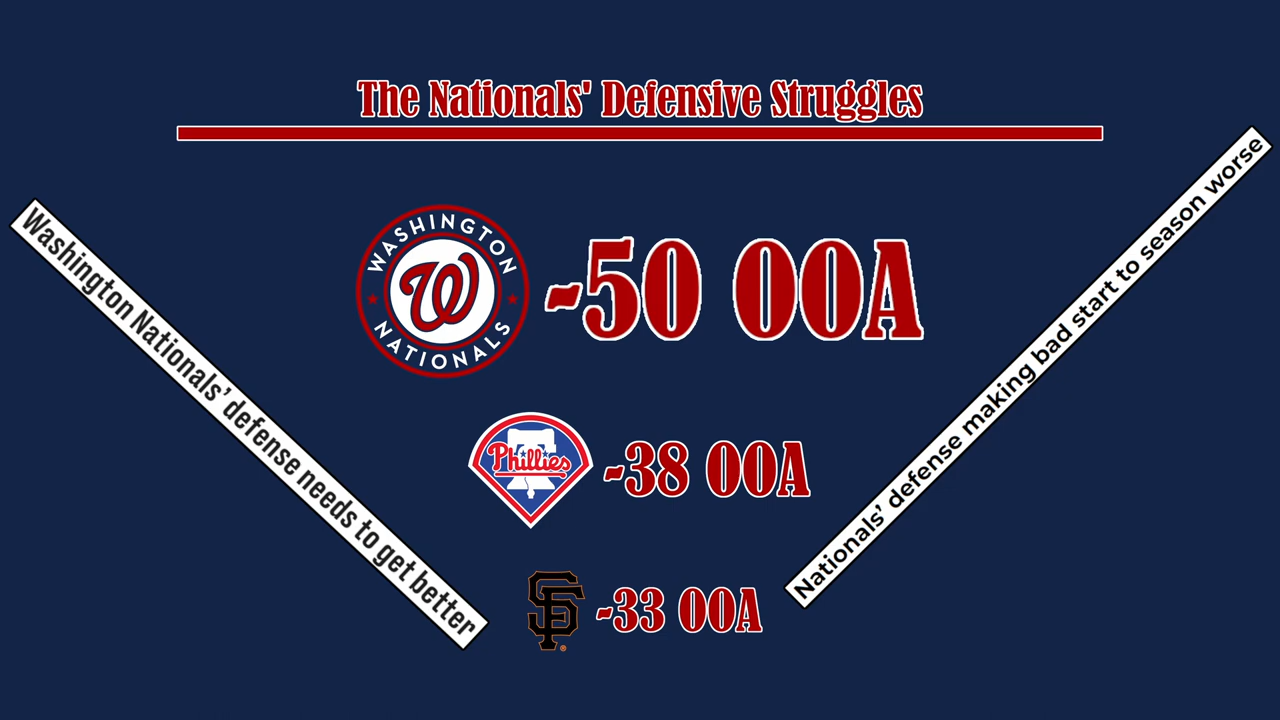 The Nationals' Defensive Struggles
Washington Nationals' defense needs to get better
Nationals' defense making bad start to season worse
WASHINGTON
W
NATIONALS
-50 OOA
Phillies
-38 OOA
SF
®
-33 OOA